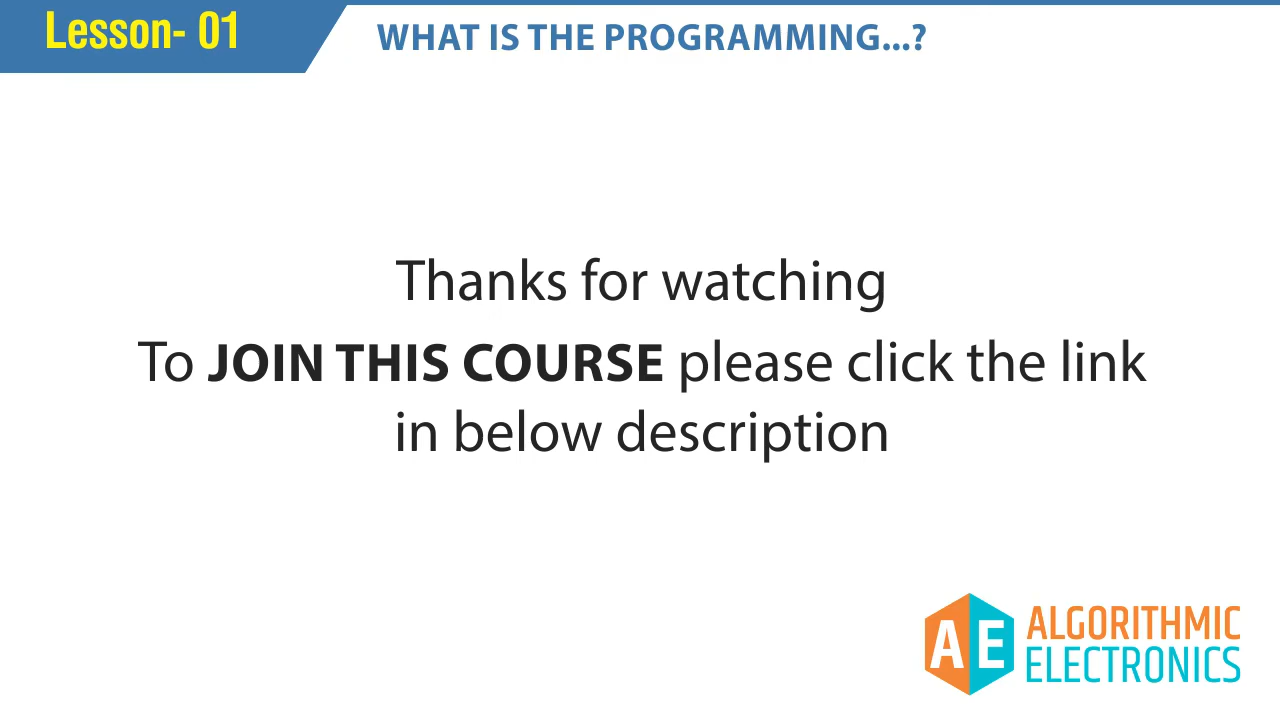 Lesson- 01
WHAT IS THE PROGRAMMING...?
Thanks for watching
To JOIN THIS COURSE please click the link
in below description
AE
ALGORITHMIC
ELECTRONICS